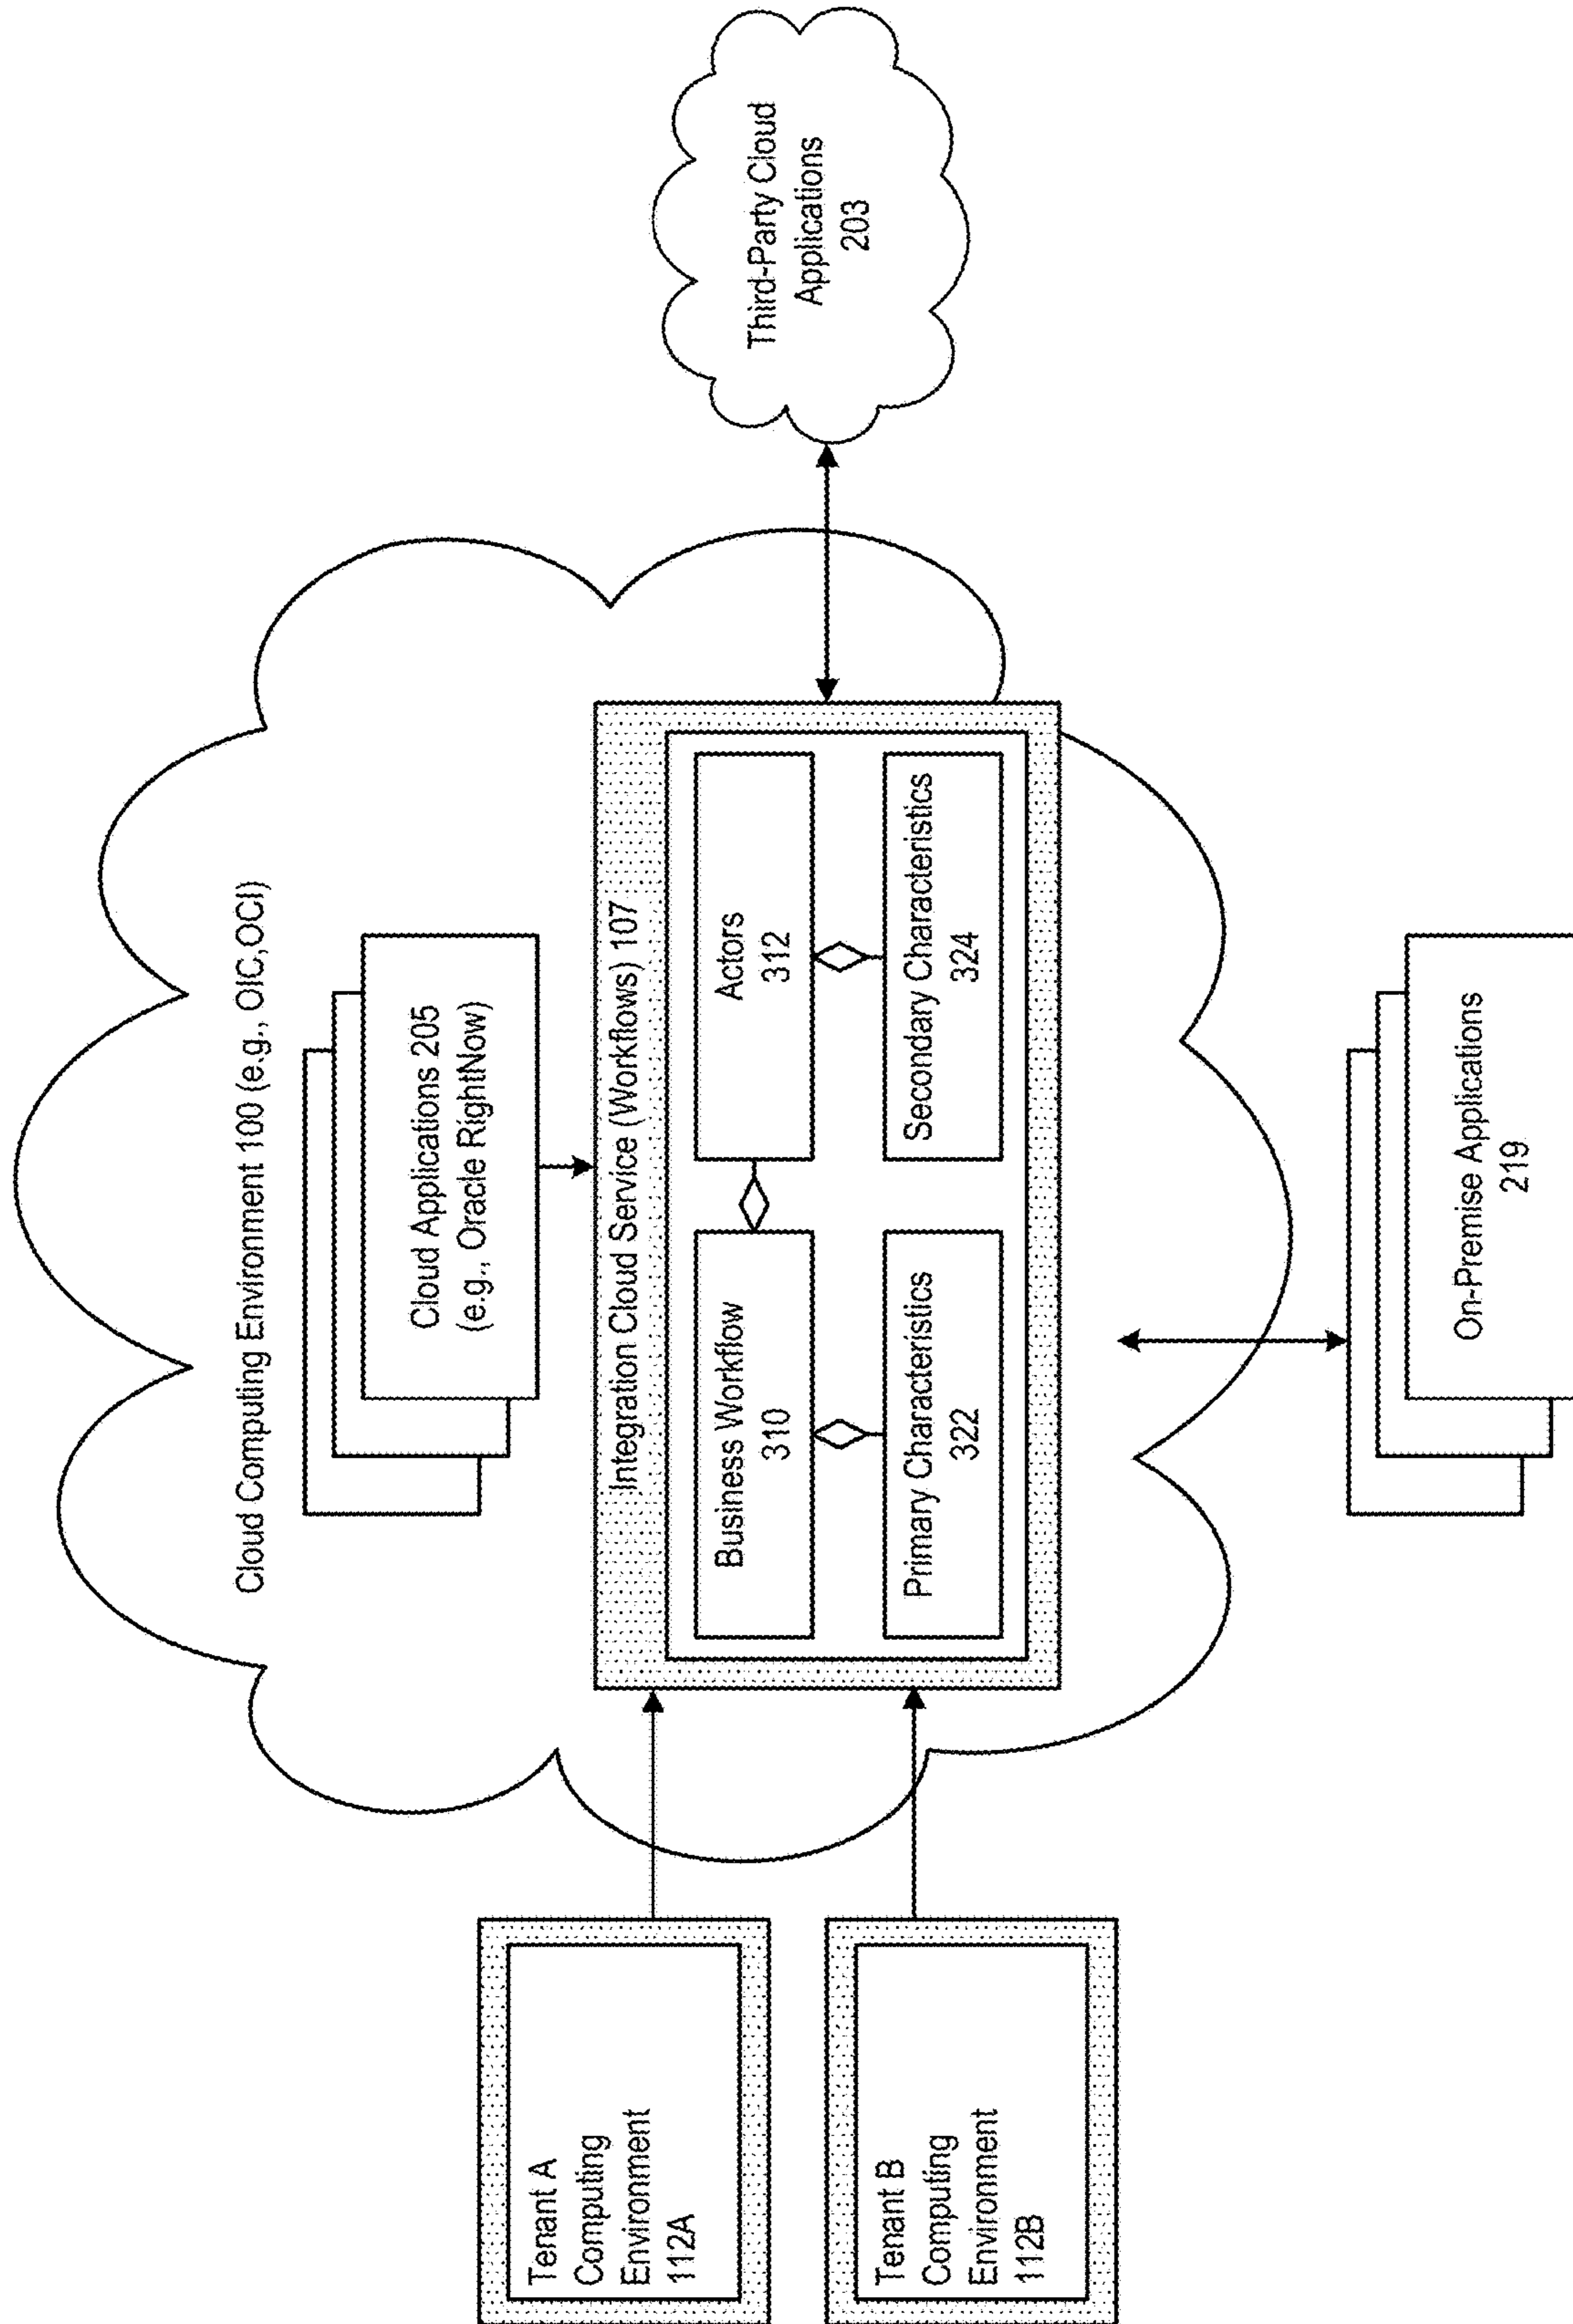 Cloud Computing Environment 100 (e.g., OIC,OCI)
Cloud Applications 205
(e.g., Oracle RightNow)
Tenant A
Computing
Environment
112A
Tenant B
Computing
Environment
112B
Integration Cloud Service (Workflows) 107
Business Workflow
310
Actors
312
Primary Characteristics
322
Secondary Characteristics
324
Third-Party Cloud
Applications
203
On-Premise Applications
219